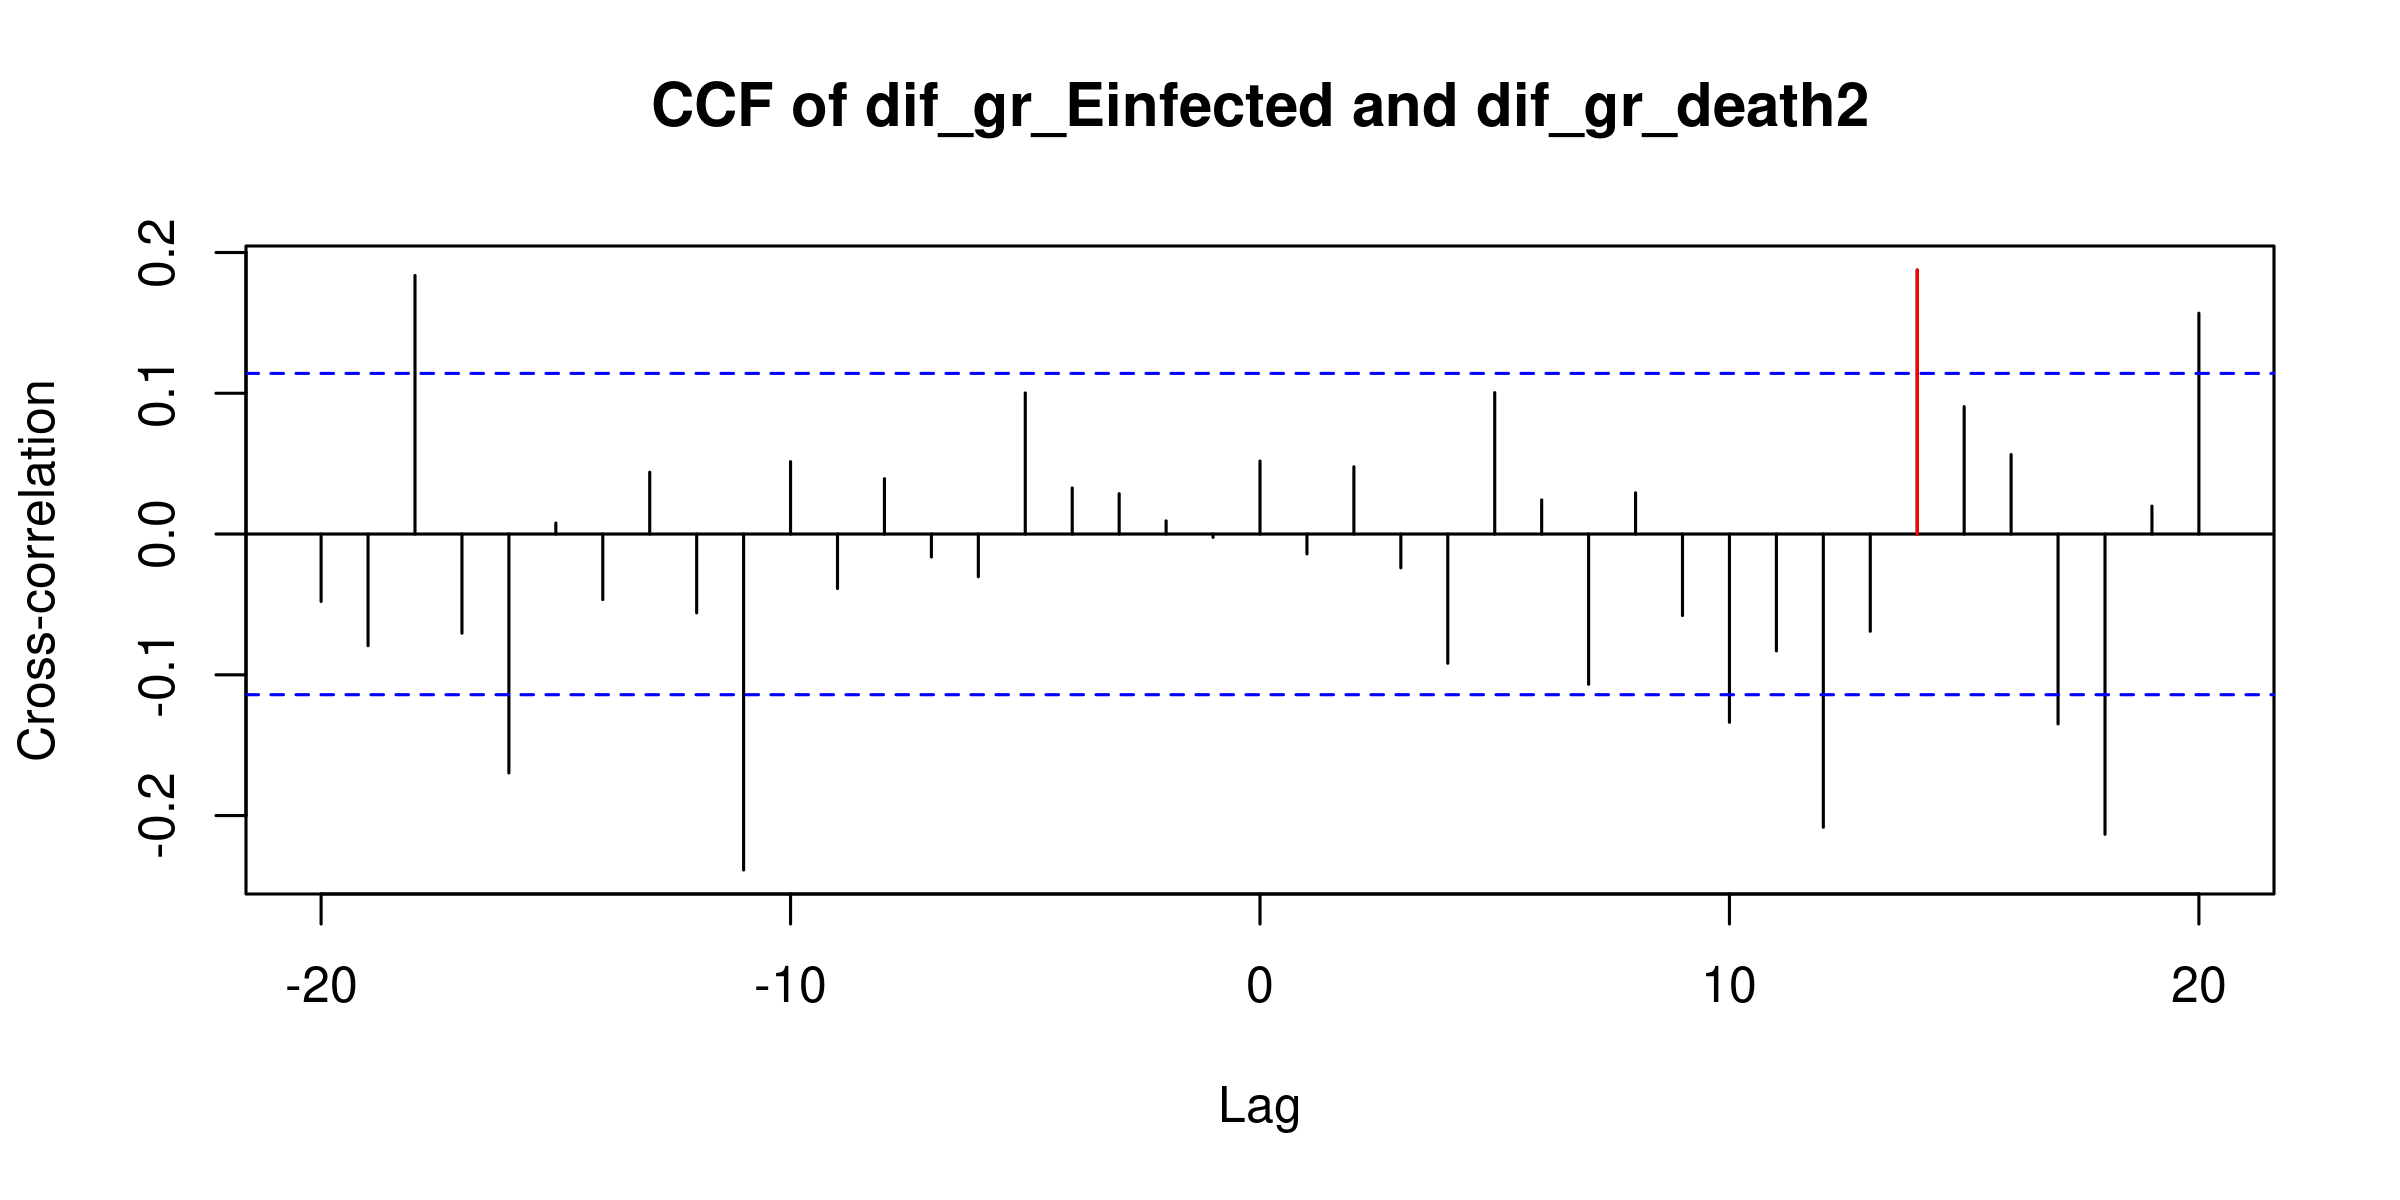 CCF of dif_gr_Einfected and dif_gr_death2
Cross-correlation
0.2
0.1
0.0
-0.1
-0.2
-20 -10 0 10 20
Lag